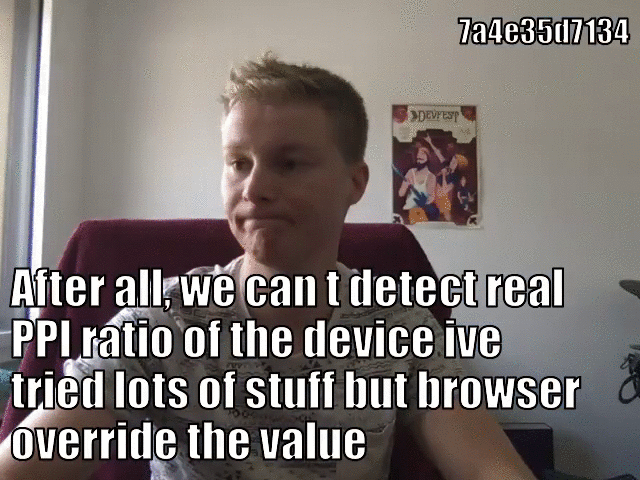 7a4e35d7134
DEVFEST
After all, we can t detect real
PPI ratio of the device ive
tried lots of stuff but browser
override the value